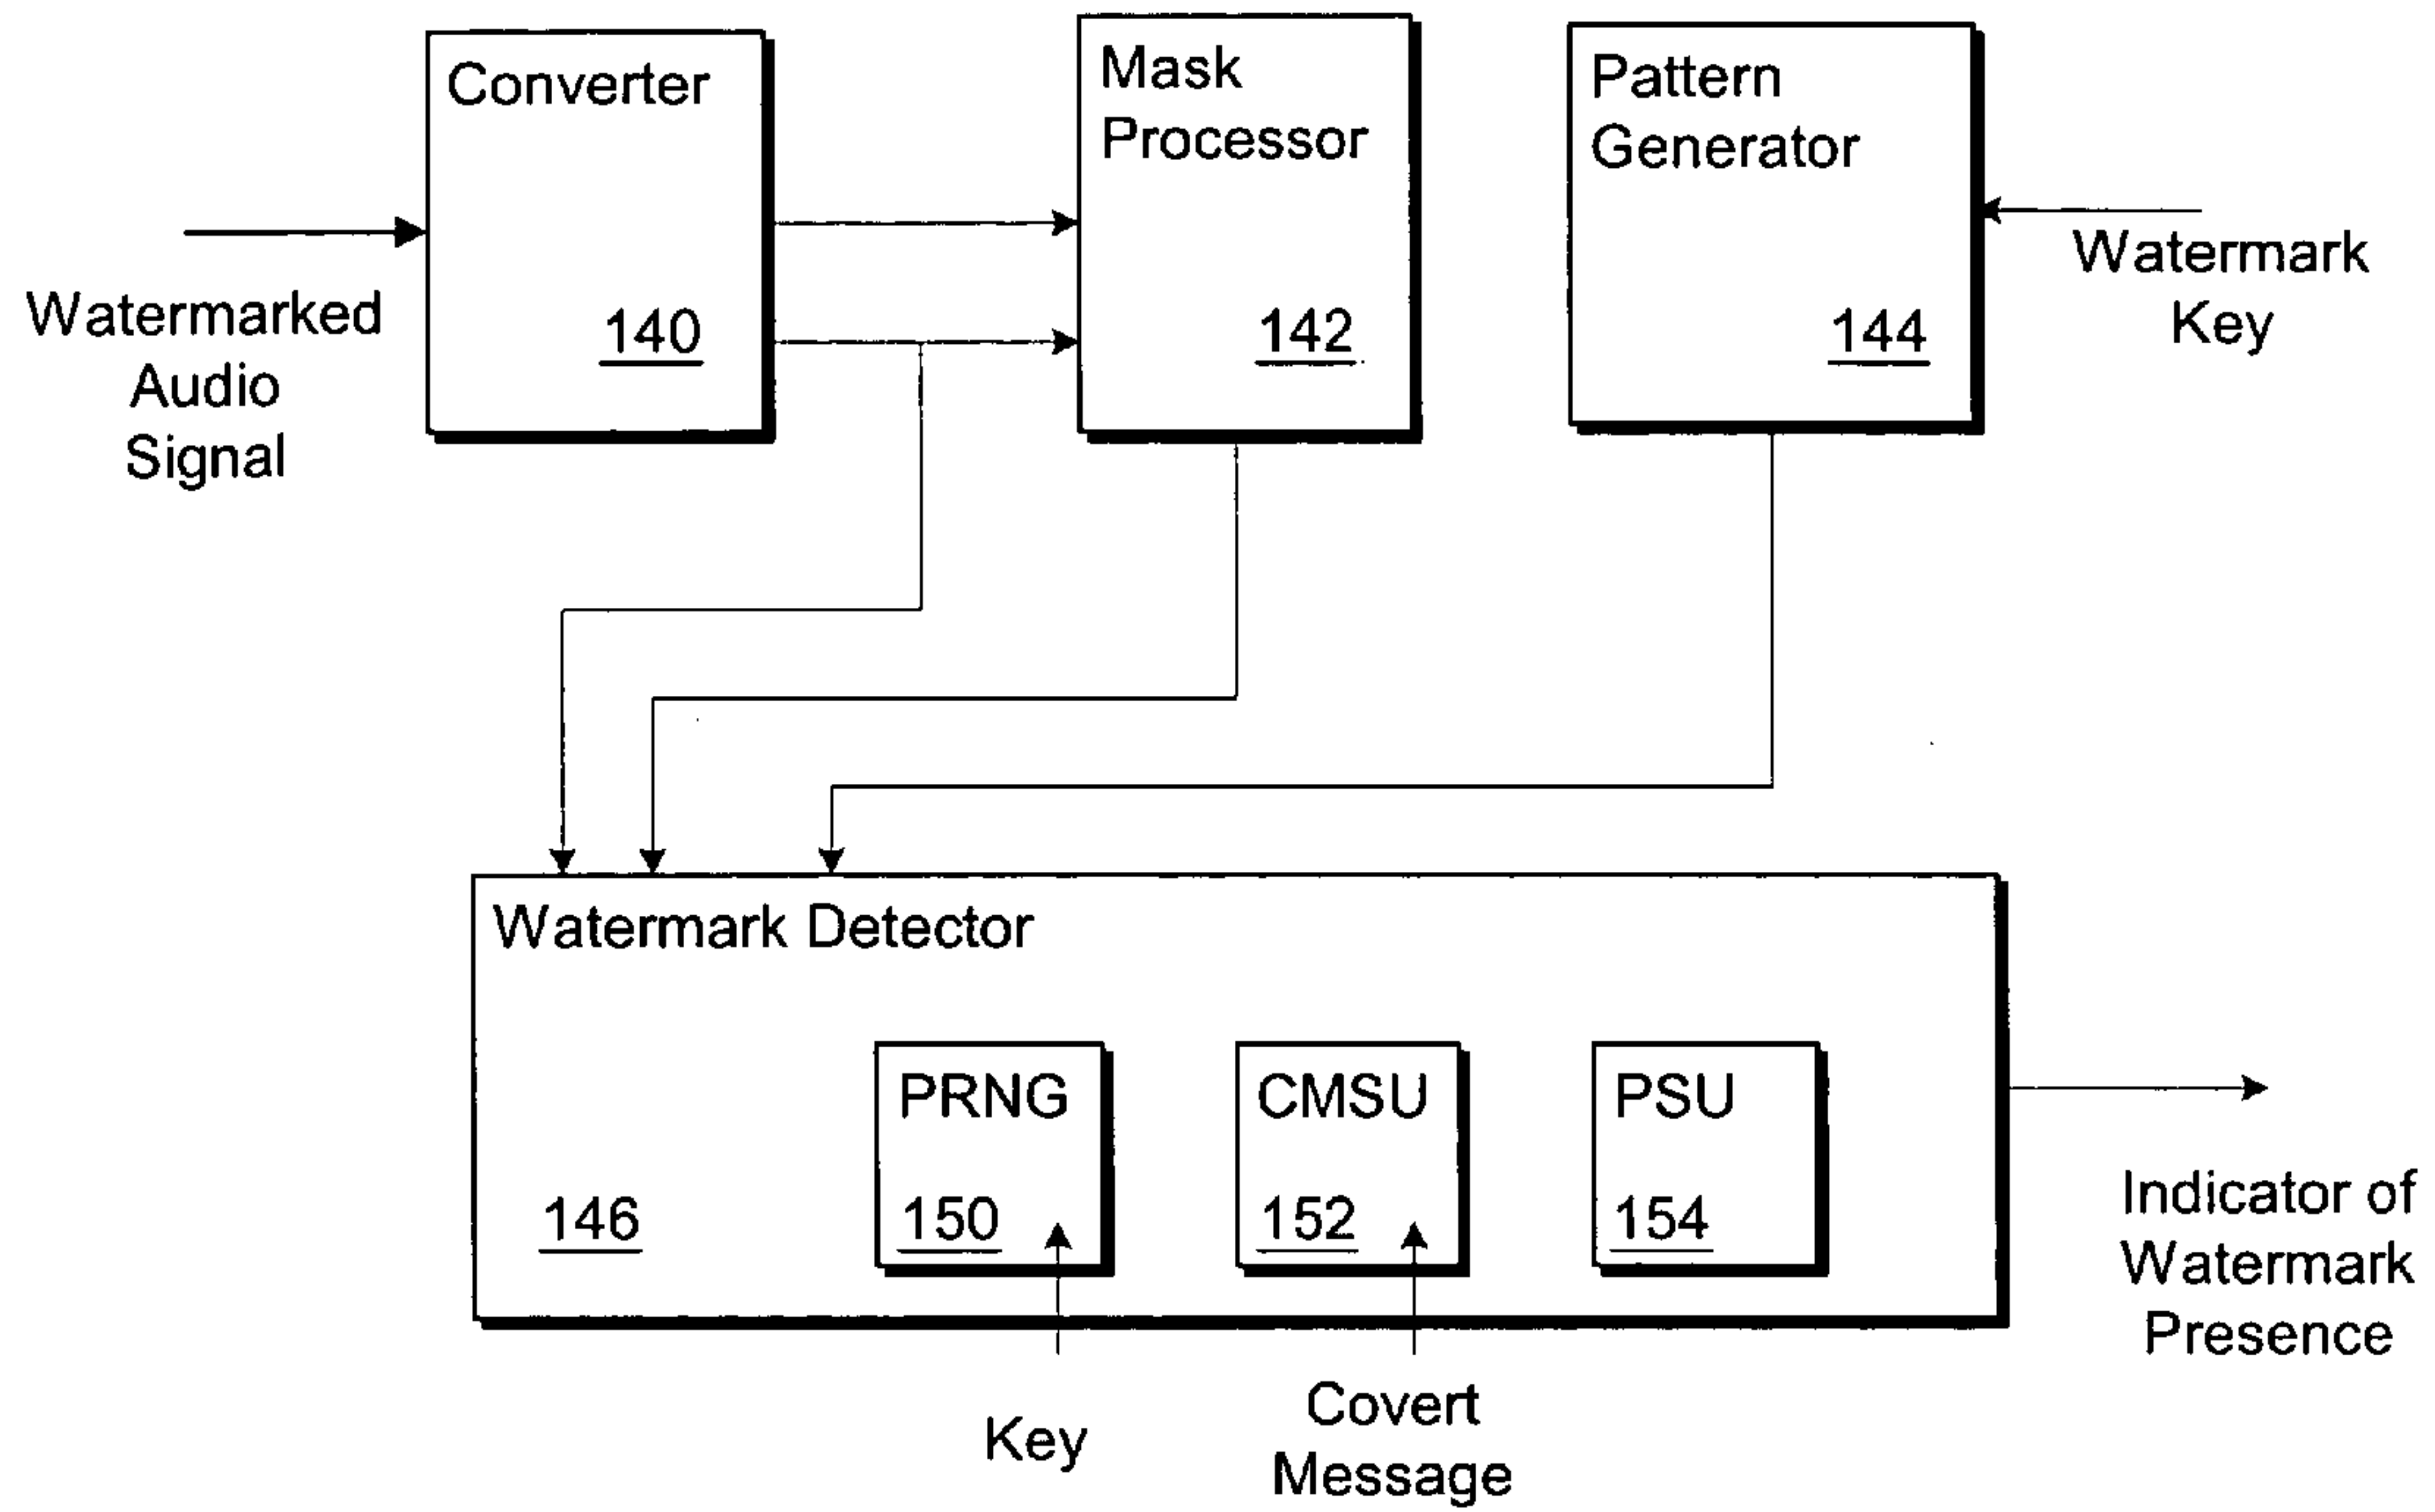 Converter
140
Mask
Processor
142
Pattern
Generator
144
Watermarked
Audio
Signal
Watermark
Key
Watermark Detector
146
PRNG
150
CMSU
152
PSU
154
Key
Covert
Message
Indicator of
Watermark
Presence